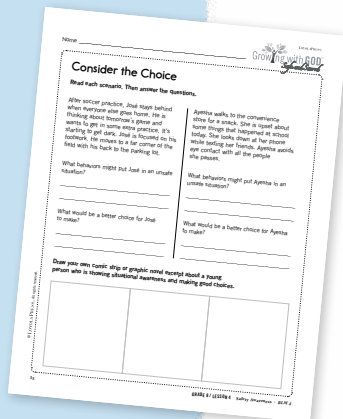 Name
LOYOLA PRESS
Growing with GOD
Consider the Choice
Read each scenario. Then answer the questions.
After soccer practice, José stays behind
when everyone else goes home. He is
thinking about tomorrow's game and
wants to get in some extra practice. It's
starting to get dark. José is focused on his
footwork. He moves to a far corner of the
field with his back to the parking lot.
What behaviors might put José in an unsafe
situation?
What would be a better choice for José
to make?
Ayesha walks to the convenience
store for a snack. She is upset about
some things that happened at school
today. She looks down at her phone
while texting her friends. Ayesha avoids
eye contact with all the people
she passes.
What behaviors might put Ayesha in an
unsafe situation?
What would be a better choice for Ayesha
to make?
Draw your own comic strip or graphic novel excerpt about a young
person who is showing situational awareness and making good choices.
GRADE 8 / LESSON 4